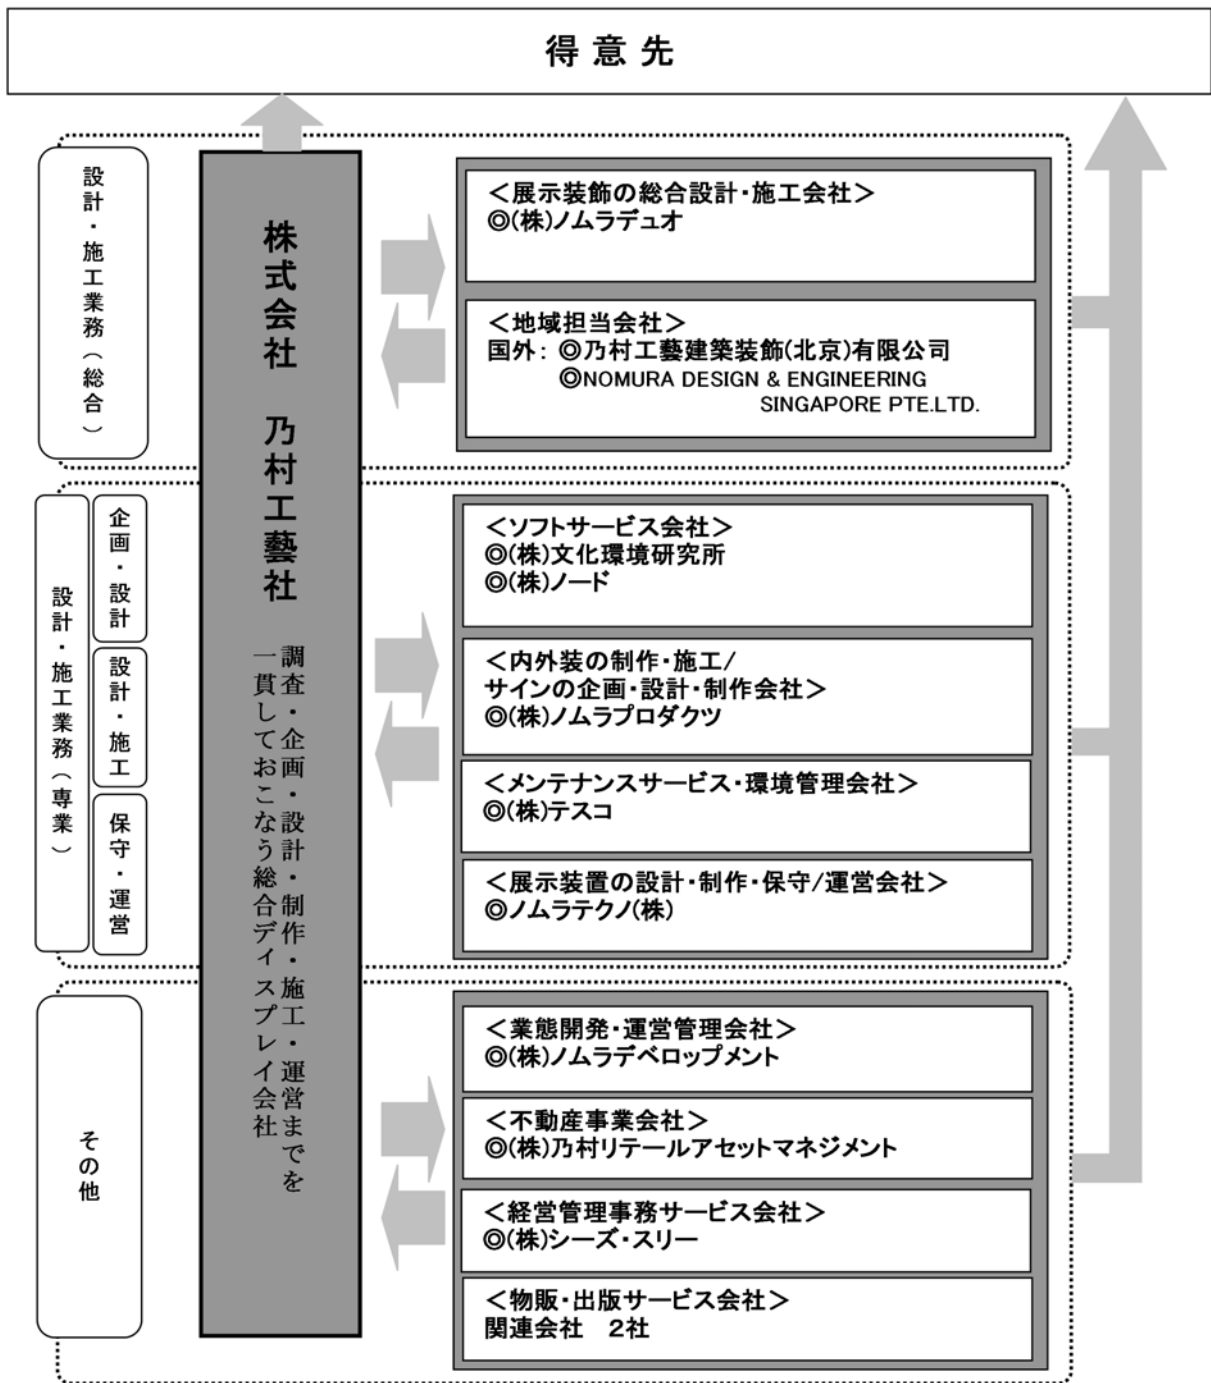 得意先
設計・施工業務(総合)
株式会社 乃村工藝社
調査・企画・設計・制作・施工・運営までを
一貫しておこなう総合ディスプレイ会社
<展示装飾の総合設計・施工会社>
◎(株)ノムラデュオ
<地域担当会社>
国外: ◎乃村工藝建築装飾(北京)有限公司
◎NOMURA DESIGN & ENGINEERING
SINGAPORE PTE.LTD.
設計・施工業務(専業)
企画・設計
設計・施工
保守・運営
<ソフトサービス会社>
◎(株)文化環境研究所
◎(株)ノード
<内外装の制作・施工/
サインの企画・設計・制作会社>
◎(株)ノムラプロダクツ
<メンテナンスサービス・環境管理会社>
◎(株)テスコ
<展示装置の設計・制作・保守/運営会社>
◎ノムラテクノ(株)
その他
<業態開発・運営管理会社>
◎(株)ノムラデベロップメント
<不動産事業会社>
◎(株)乃村リテールアセットマネジメント
<経営管理事務サービス会社>
◎(株)シーズ・スリー
<物販・出版サービス会社>
関連会社 2社